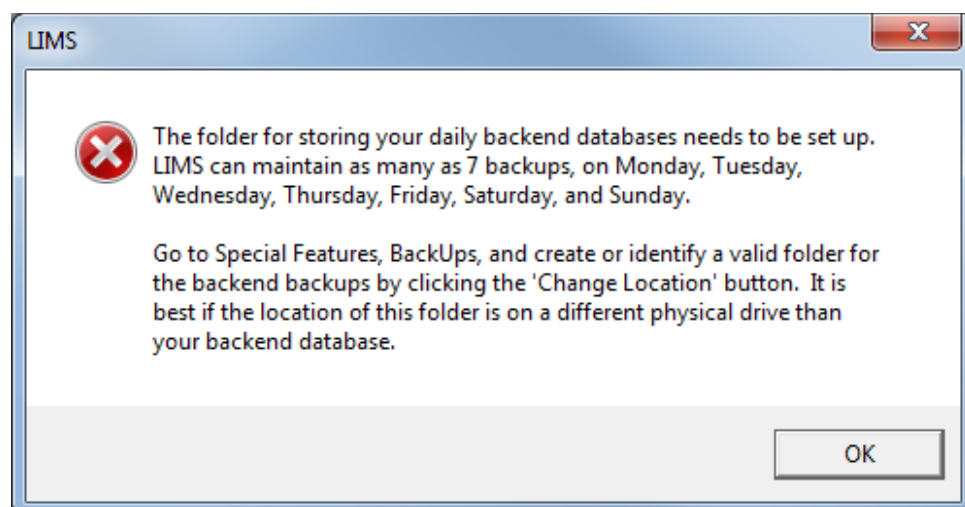 LIMS
The folder for storing your daily backend databases needs to be set up.
LIMS can maintain as many as 7 backups, on Monday, Tuesday,
Wednesday, Thursday, Friday, Saturday, and Sunday.
Go to Special Features, BackUps, and create or identify a valid folder for
the backend backups by clicking the 'Change Location' button.  It is
best if the location of this folder is on a different physical drive than
your backend database.
OK